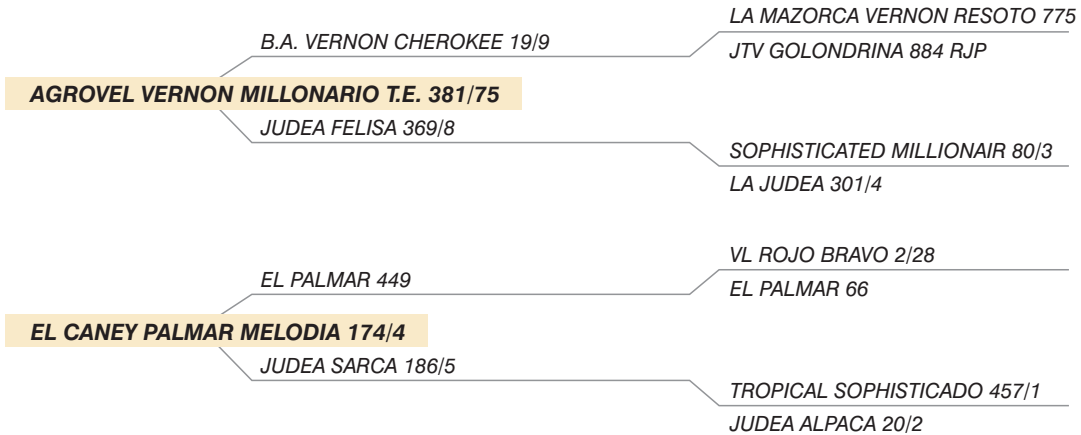 LA MAZORCA VERNON RESOTO 775
B.A. VERNON CHEROKEE 19/9
JTV GOLONDRINA 884 RJP
AGROVEL VERNON MILLONARIO T.E. 381/75
JUDEA FELISA 369/8
SOPHISTICATED MILLIONAIR 80/3
LA JUDEA 301/4
VL ROJO BRAVO 2/28
EL PALMAR 449
EL PALMAR 66
EL CANEY PALMAR MELODIA 174/4
JUDEA SARCA 186/5
TROPICAL SOPHISTICADO 457/1
JUDEA ALPACA 20/2